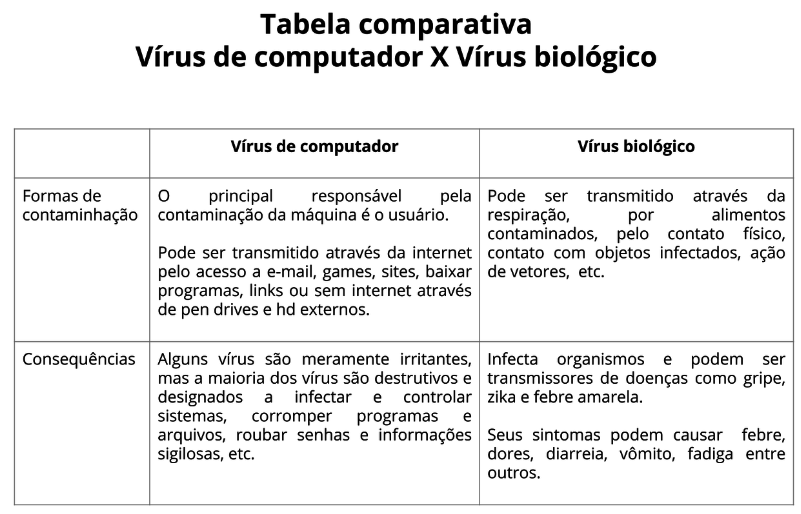 Tabela comparativa
Vírus de computador X Vírus biológico
Vírus de computador
Vírus biológico
Formas de
contaminhação
O principal responsável pela
contaminação da máquina é o usuário.
Pode ser transmitido através da internet
pelo acesso a e-mail, games, sites, baixar
programas, links ou sem internet através
de pen drives e hd externos.
Pode ser transmitido através da
respiração, por alimentos
contaminados, pelo contato físico,
contato com objetos infectados, ação
de vetores, etc.
Consequências
Alguns vírus são meramente irritantes,
mas a maioria dos vírus são destrutivos e
designados a infectar e controlar
sistemas, corromper programas e
arquivos, roubar senhas e informações
sigilosas, etc.
Infecta organismos e podem ser
transmissores de doenças como gripe,
zika e febre amarela.
Seus sintomas podem causar febre,
dores, diarreia, vômito, fadiga entre
outros.